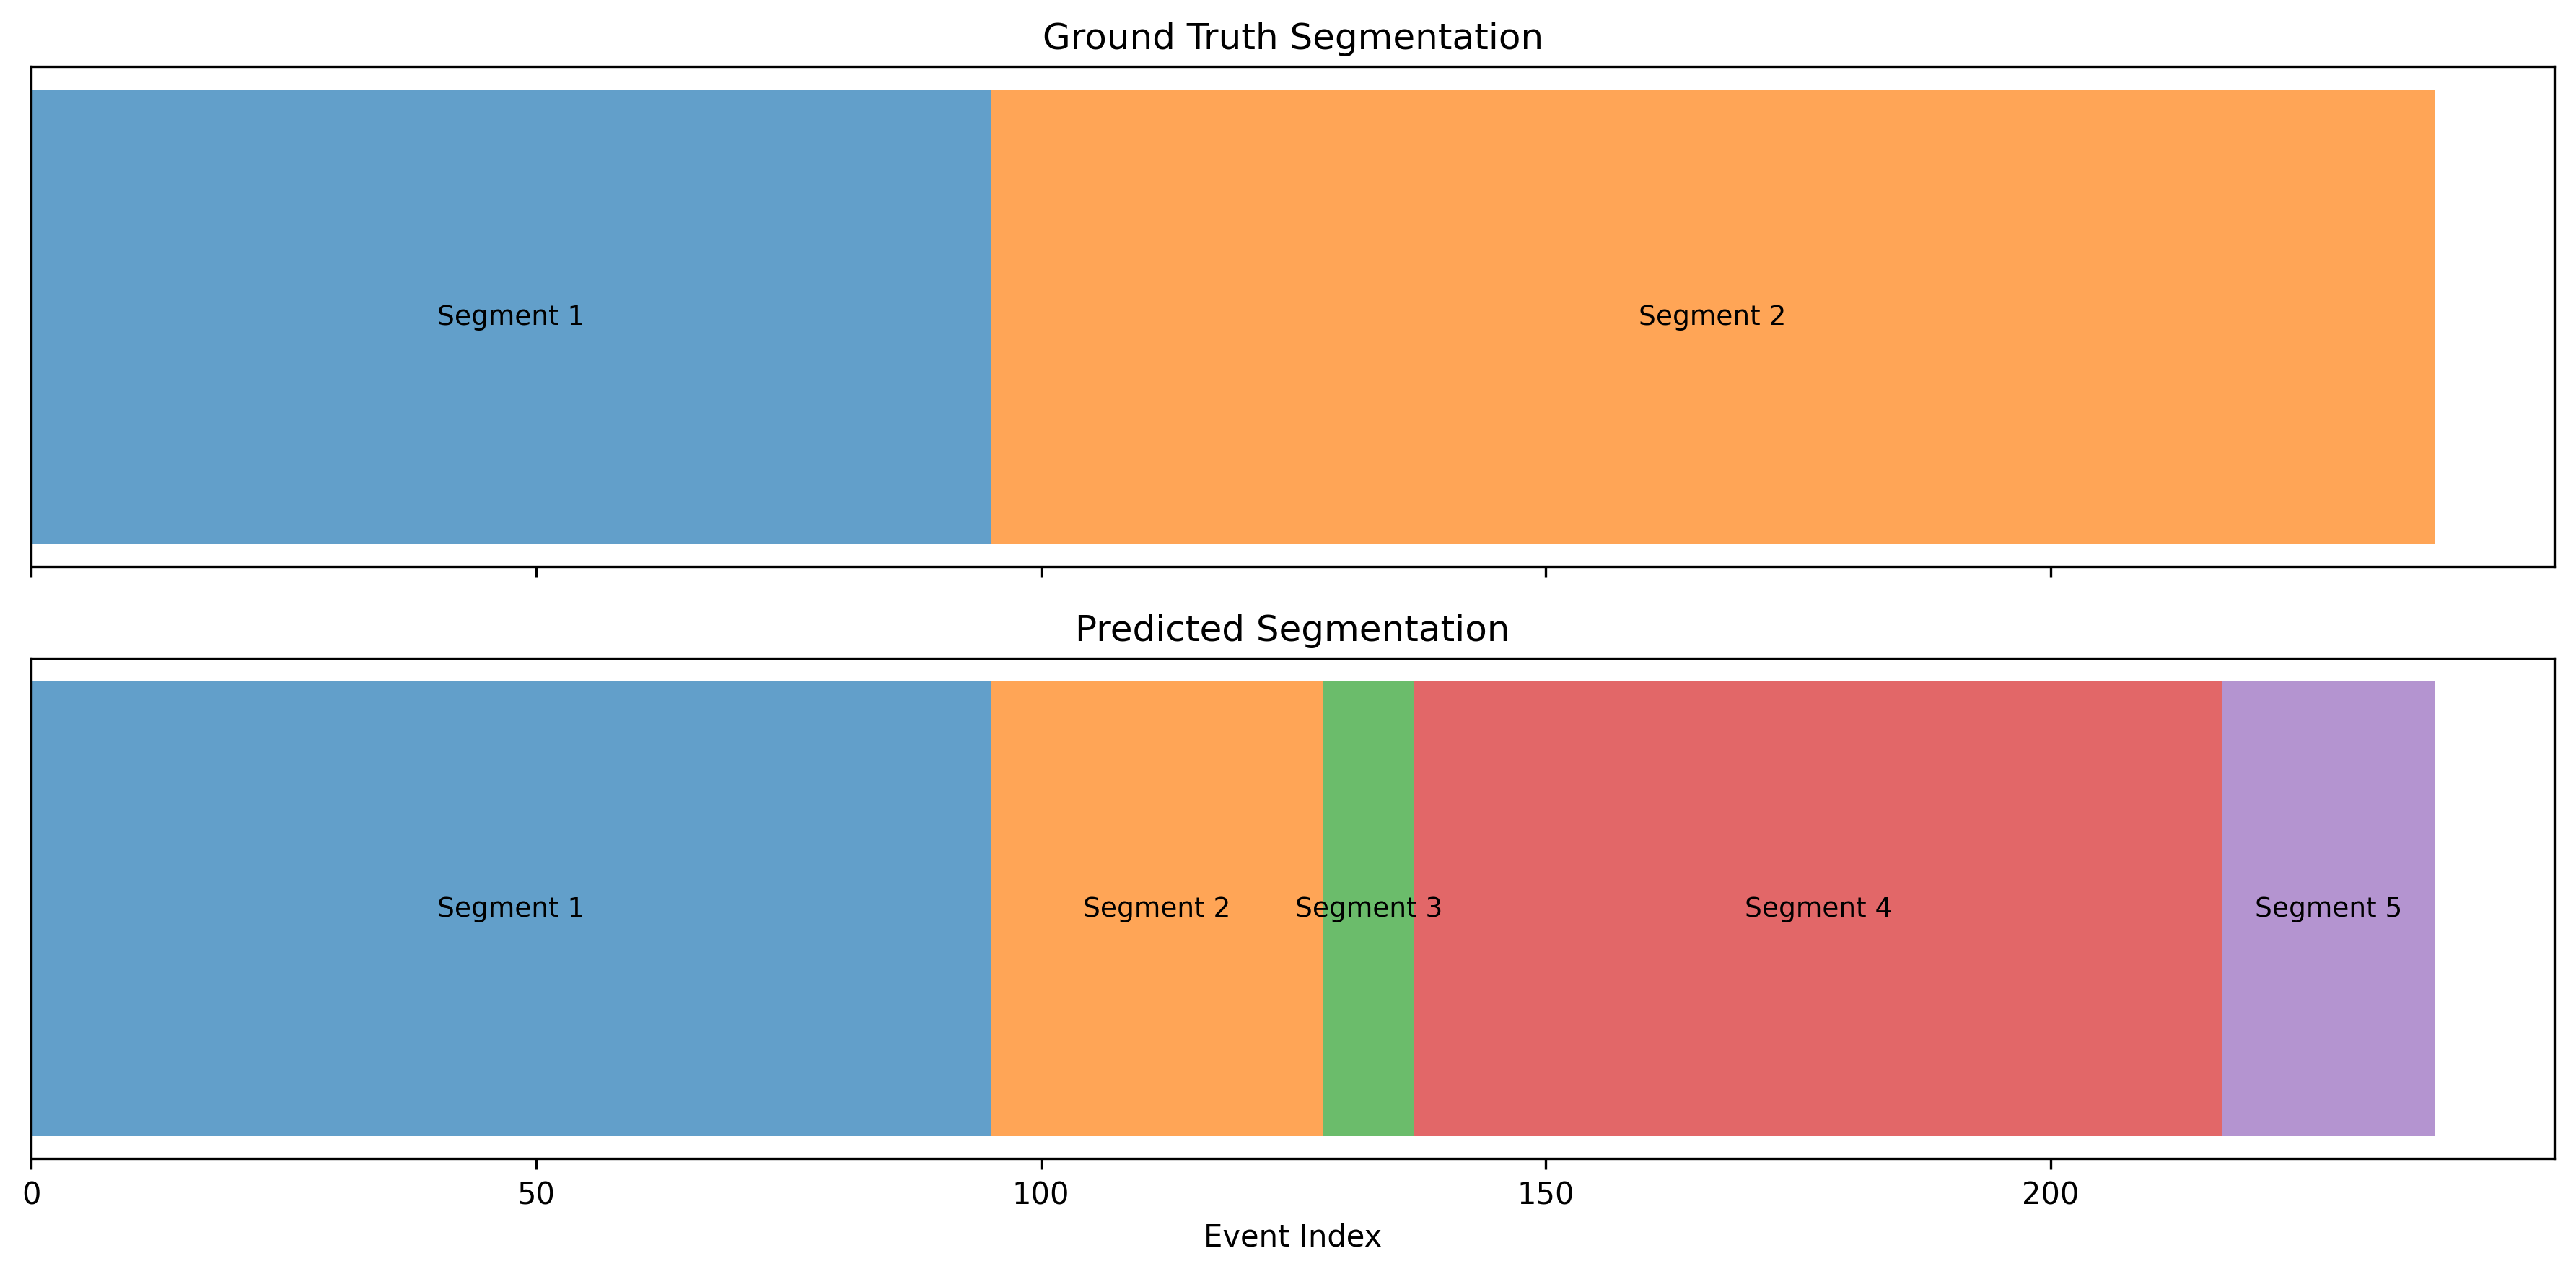 Ground Truth Segmentation
Segment 1 Segment 2
Predicted Segmentation
Segment 1 Segment 2 Segment 3 Segment 4 Segment 5
0 50 100 150 200
Event Index